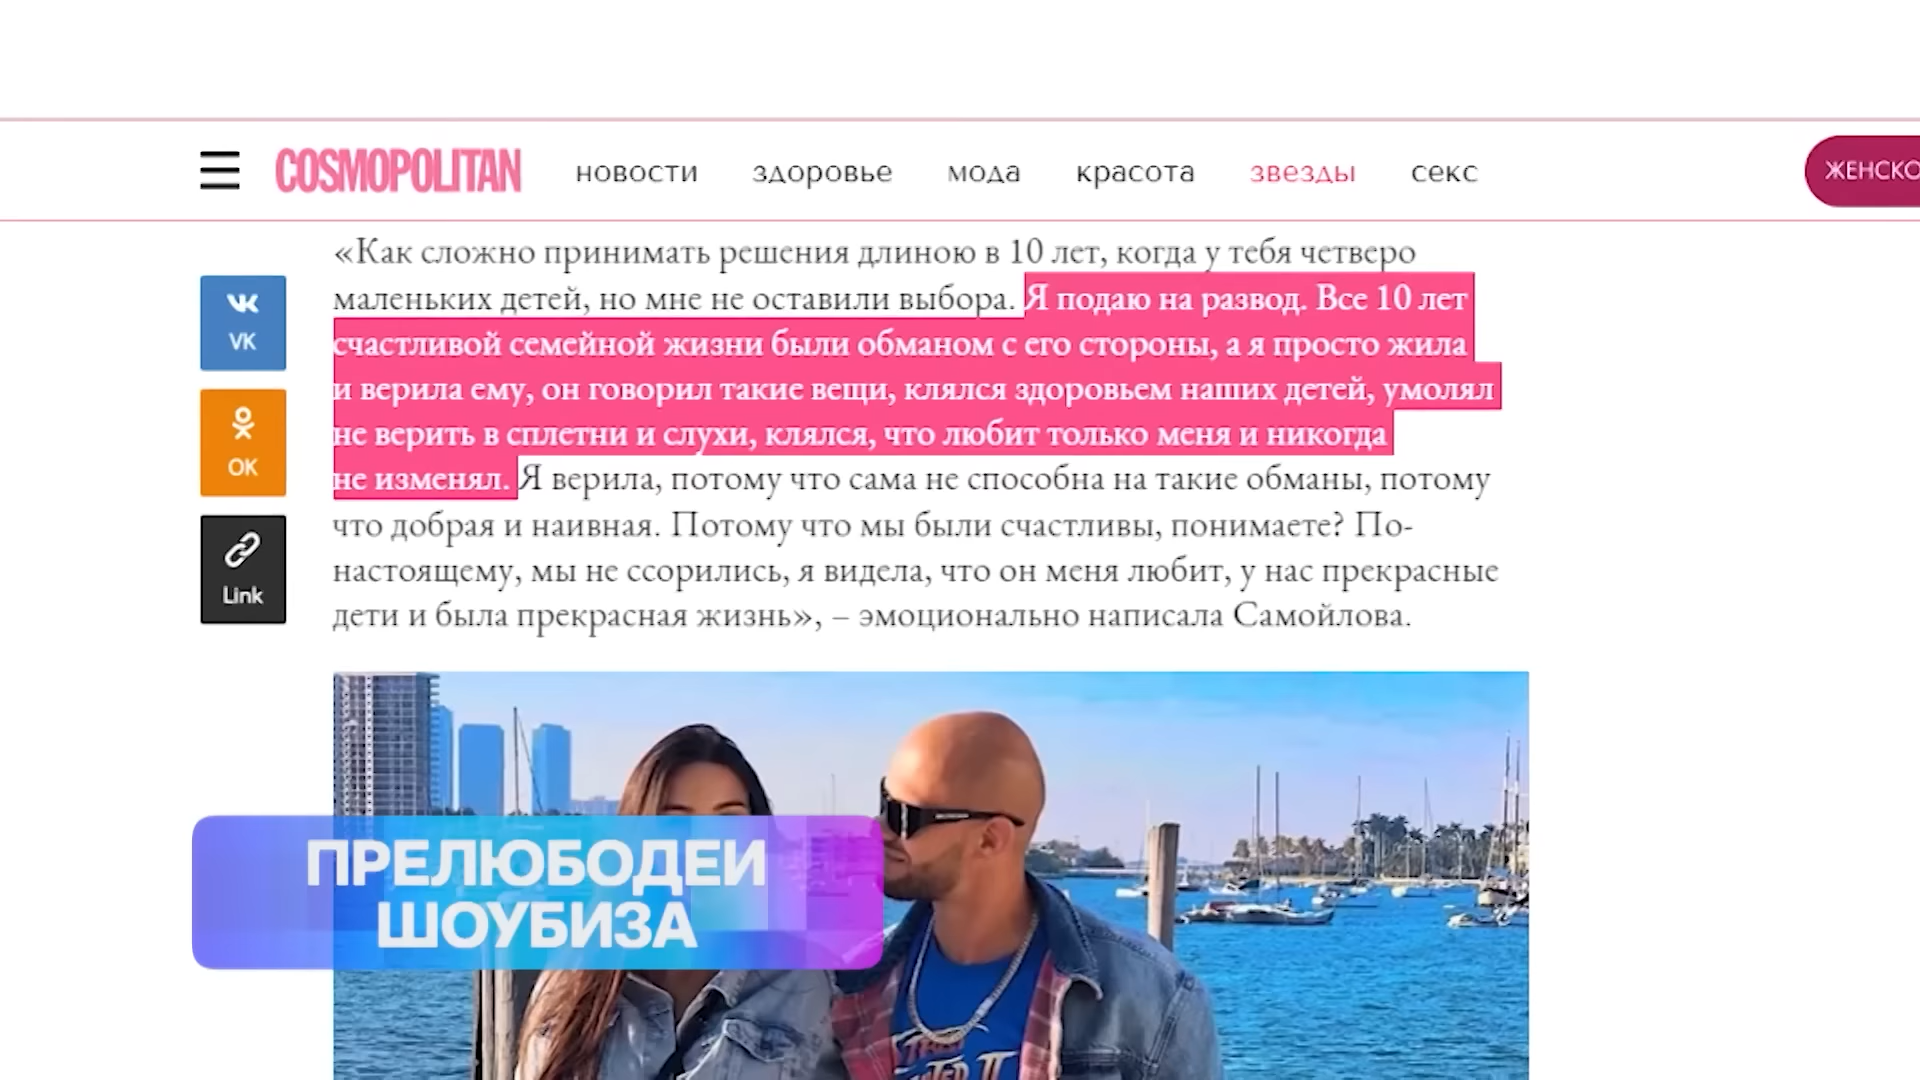 COSMOPOLITAN новости здоровье мода красота звезды секс ЖЕНСКО
«Как сложно принимать решения длиною в 10 лет, когда у тебя четверо
маленьких детей, но мне не оставили выбора. Я подаю на развод. Все 10 лет
счастливой семейной жизни были обманом с его стороны, а я просто жила
и верила ему, он говорил такие вещи, клялся здоровьем наших детей, умолял
не верить в сплетни и слухи, клялся, что любит только меня и никогда
не изменял. Я верила, потому что сама не способна на такие обманы, потому
что добрая и наивная. Потому что мы были счастливы, понимаете? По-
настоящему, мы не ссорились, я видела, что он меня любит, у нас прекрасные
дети и была прекрасная жизнь», – эмоционально написала Самойлова.
VK
OK
Link
ПРЕЛЮБОДЕИ
ШОУБИЗА